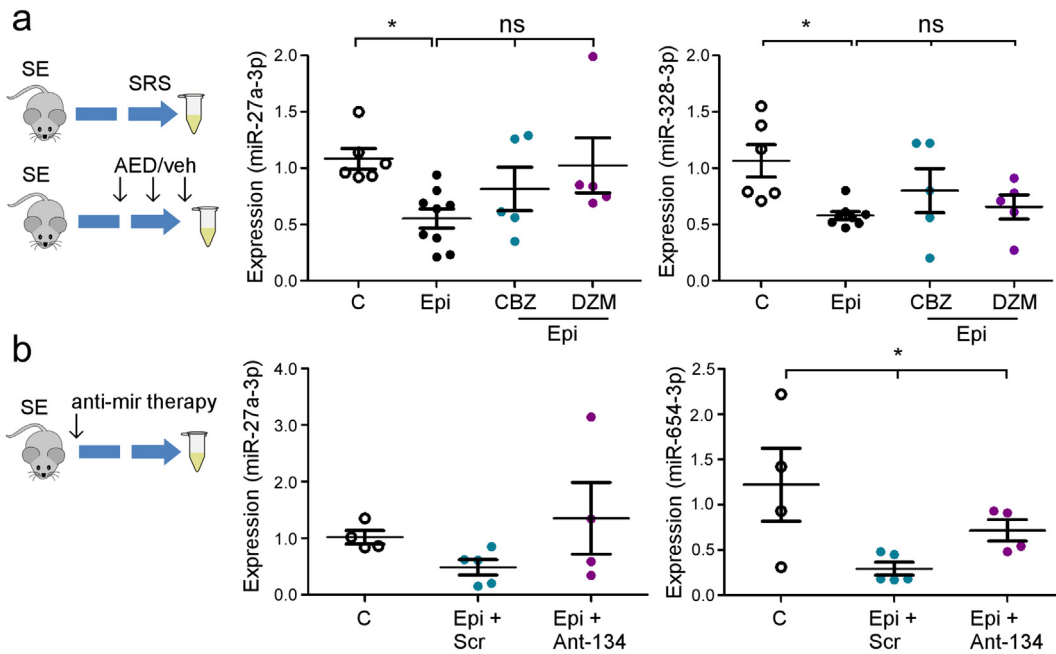 a
SE
SRS
SE
AED/veh
* ns
Expression (miR-27a-3p)
2.0
1.5
1.0
0.5
0.0
C Epi CBZ DZM
Epi
* ns
Expression (miR-328-3p)
2.0
1.5
1.0
0.5
0.0
C Epi CBZ DZM
Epi
b
SE
anti-mir therapy
Expression (miR-27a-3p)
4.0
3.0
2.0
1.0
0.0
C Epi + Epi +
Scr Ant-134
*
Expression (miR-654-3p)
2.5
2.0
1.5
1.0
0.5
0.0
C Epi + Epi +
Scr Ant-134